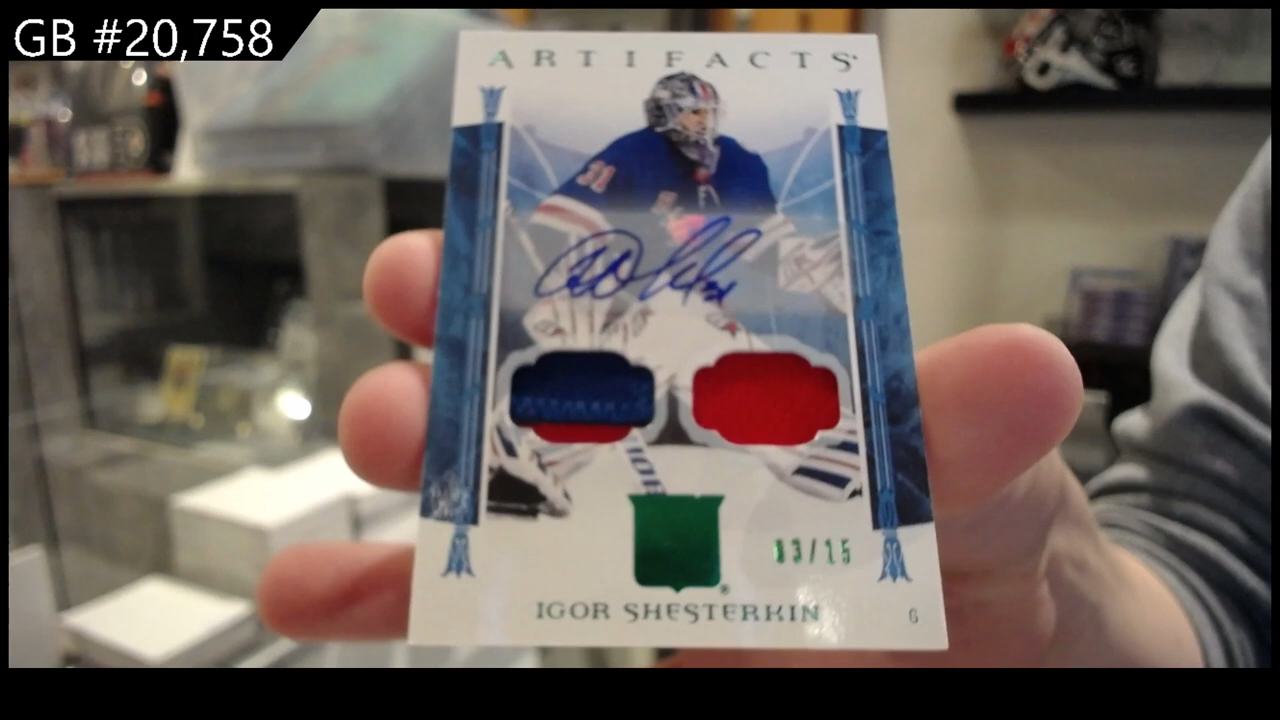 GB #20,758
ARTIFACTS
31
03/15
IGOR SHESTERKIN
G